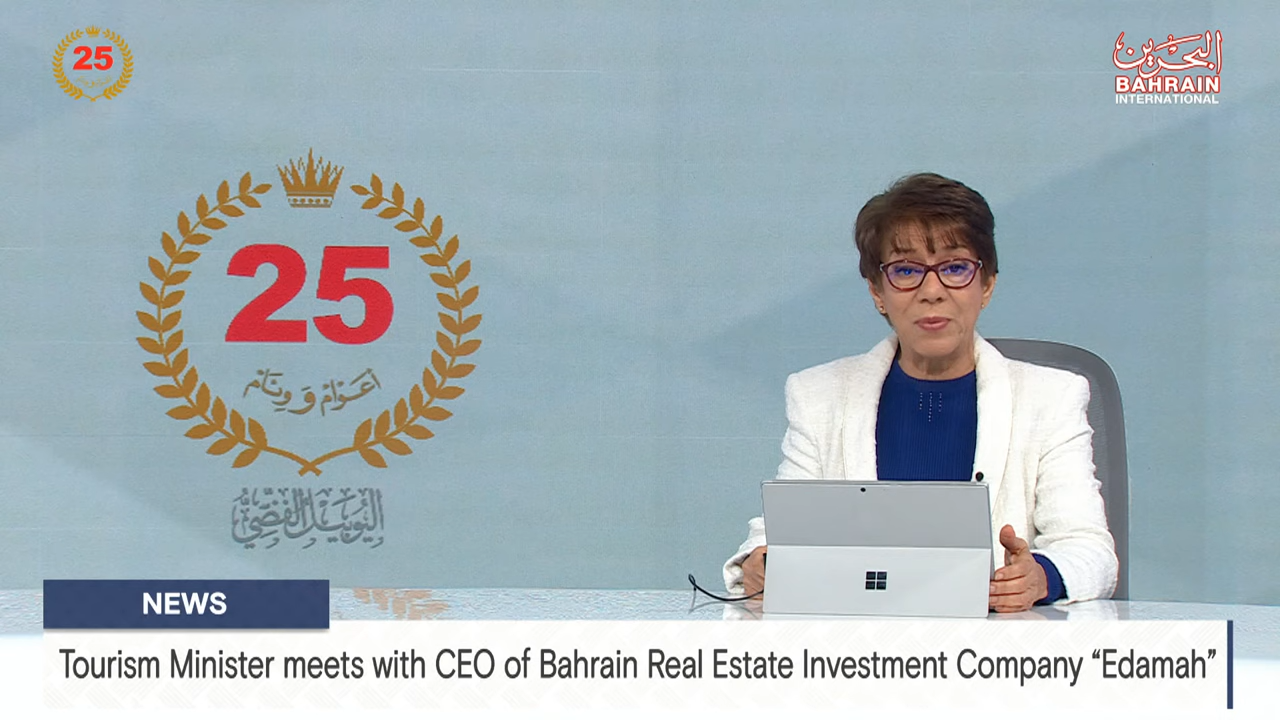 25
البحرين
BAHRAIN
INTERNATIONAL
25
أعوام و وئام
اليوبيل الفضي
NEWS
Tourism Minister meets with CEO of Bahrain Real Estate Investment Company “Edamah”